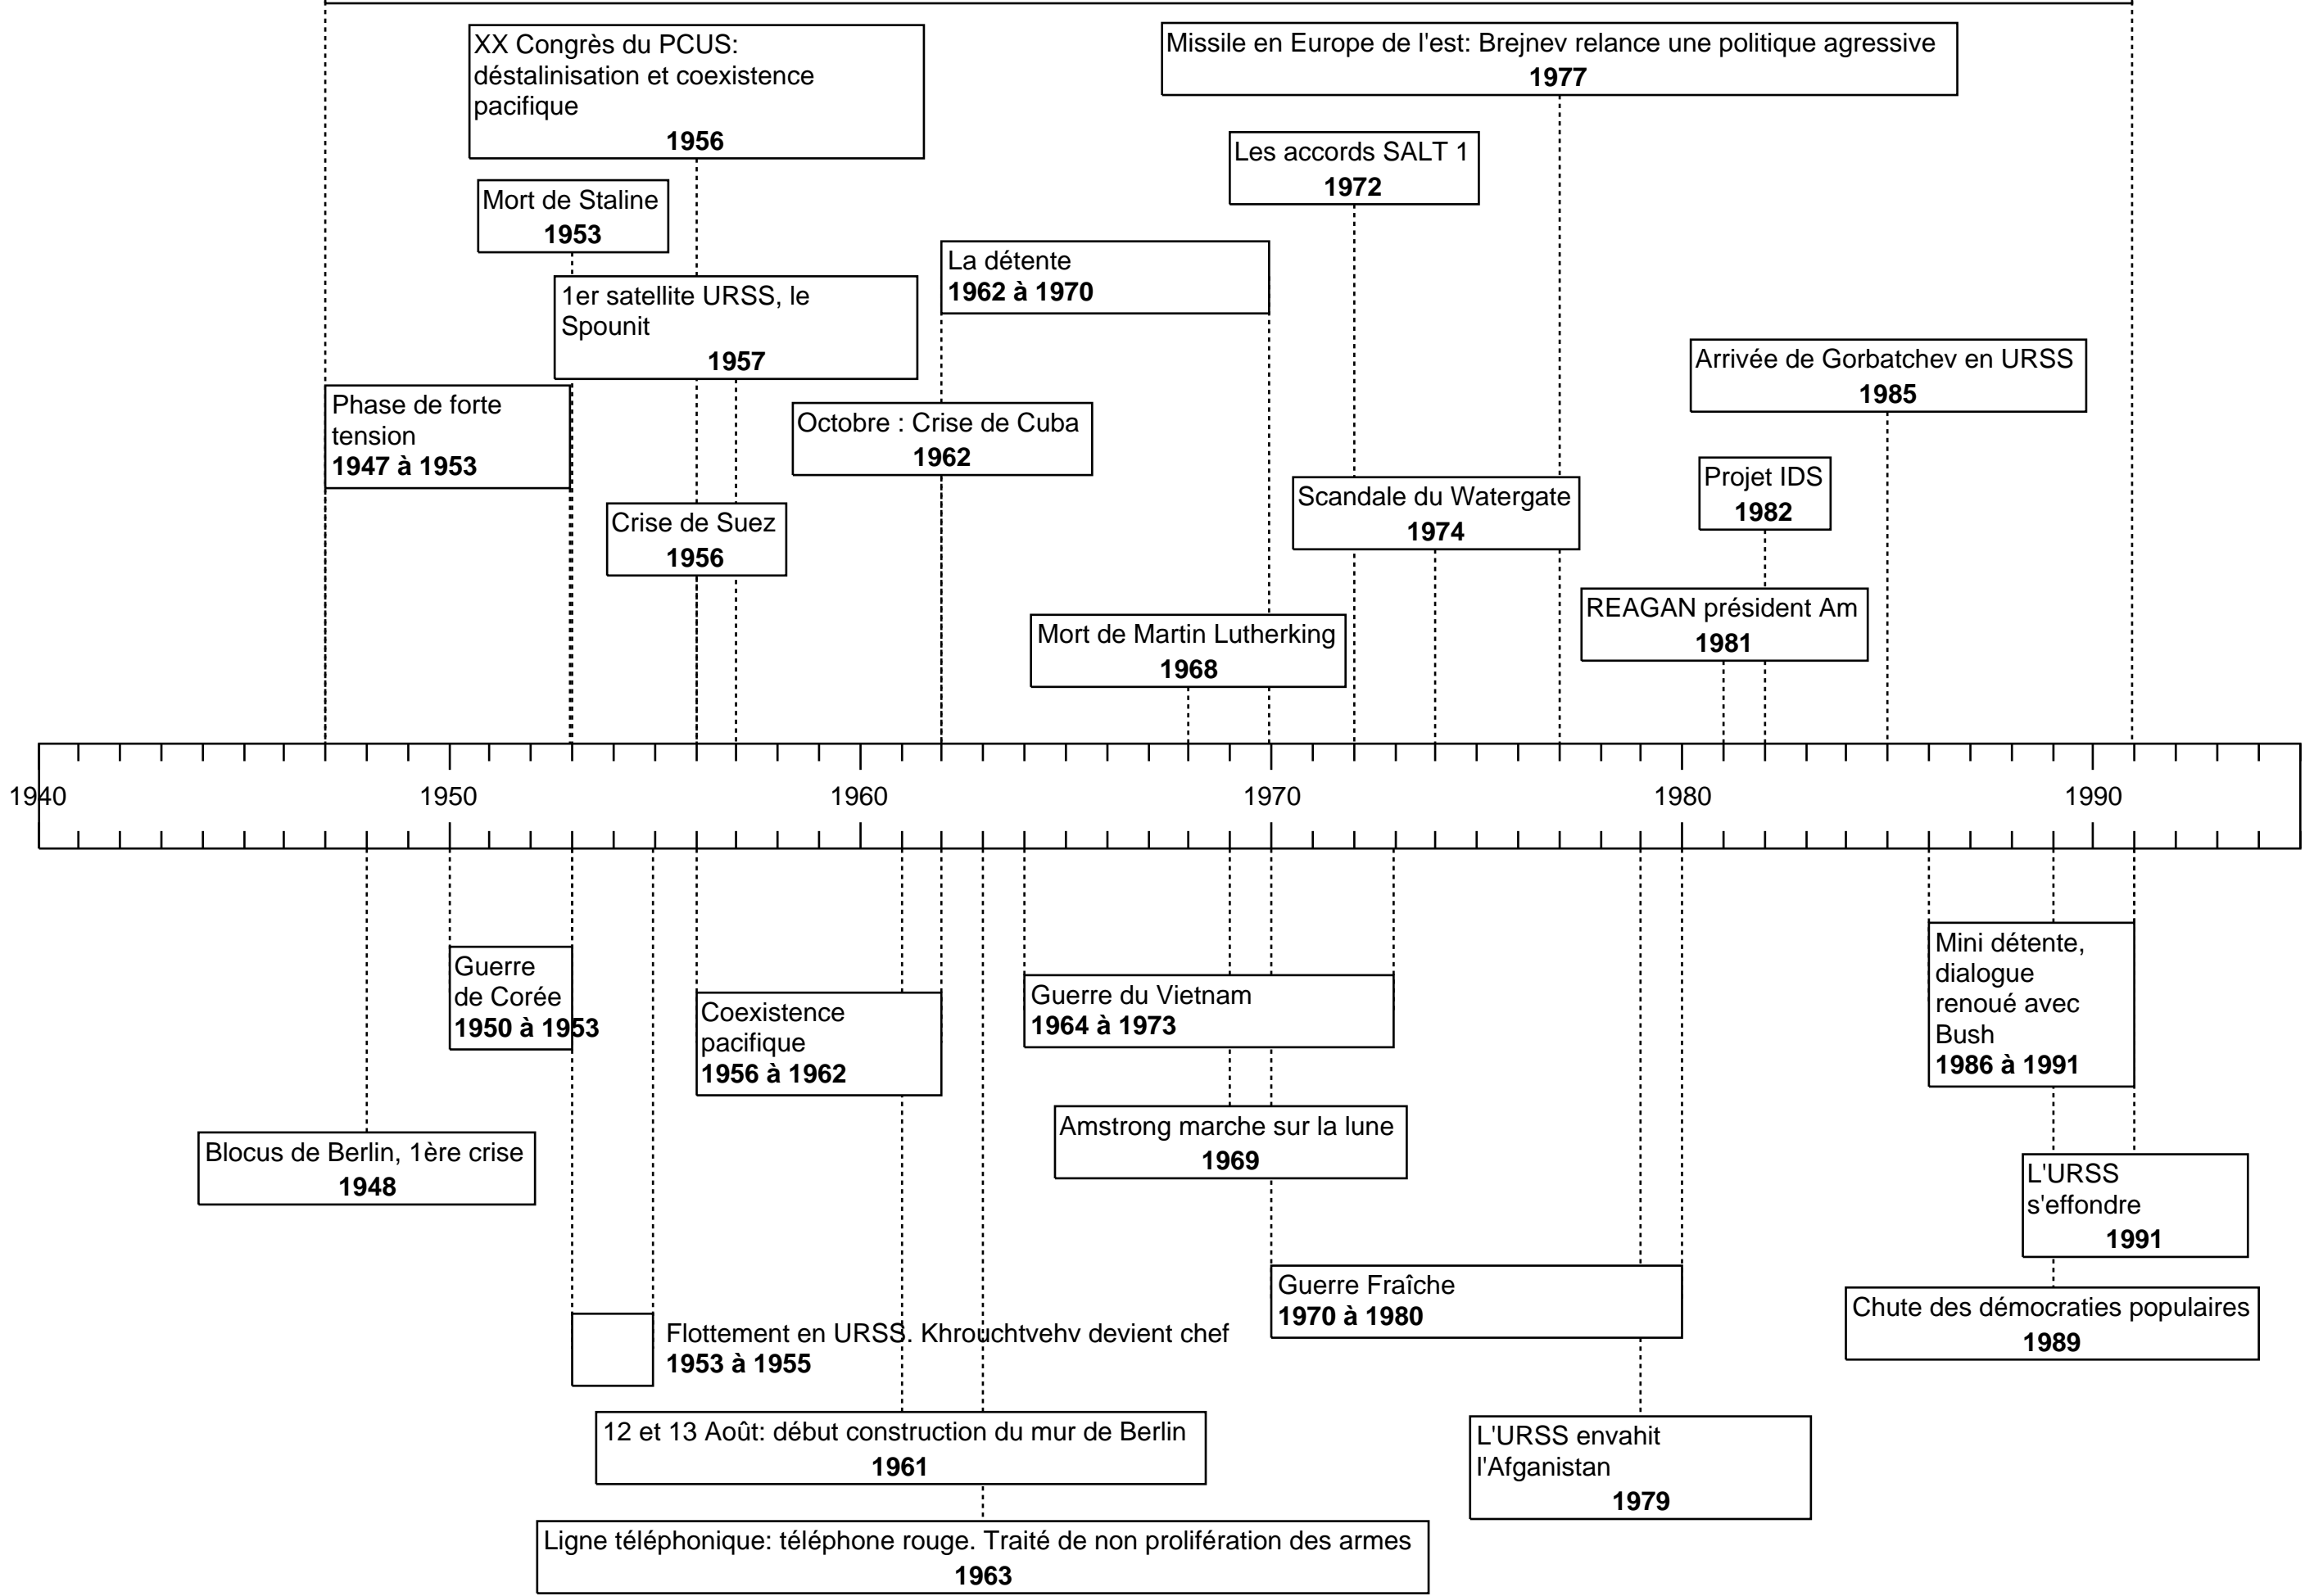 XX Congrès du PCUS:
déstalinisation et coexistence
pacifique
1956
Missile en Europe de l'est: Brejnev relance une politique agressive
1977
Les accords SALT 1
1972
Mort de Staline
1953
La détente
1962 à 1970
1er satellite URSS, le
Spounit
1957
Arrivée de Gorbatchev en URSS
1985
Phase de forte
tension
1947 à 1953
Octobre : Crise de Cuba
1962
Projet IDS
1982
Scandale du Watergate
1974
Crise de Suez
1956
REAGAN président Am
1981
Mort de Martin Lutherking
1968
1940
1950
1960
1970
1980
1990
Mini détente,
dialogue
renoué avec
Bush
1986 à 1991
Guerre
de Corée
1950 à 1953
Guerre du Vietnam
1964 à 1973
Coexistence
pacifique
1956 à 1962
Amstrong marche sur la lune
1969
Blocus de Berlin, 1ère crise
1948
L'URSS
s'effondre
1991
Guerre Fraîche
1970 à 1980
Chute des démocraties populaires
1989
Flottement en URSS. Khrouchtvehv devient chef
1953 à 1955
12 et 13 Août: début construction du mur de Berlin
1961
L'URSS envahit
l'Afganistan
1979
Ligne téléphonique: téléphone rouge. Traité de non prolifération des armes
1963